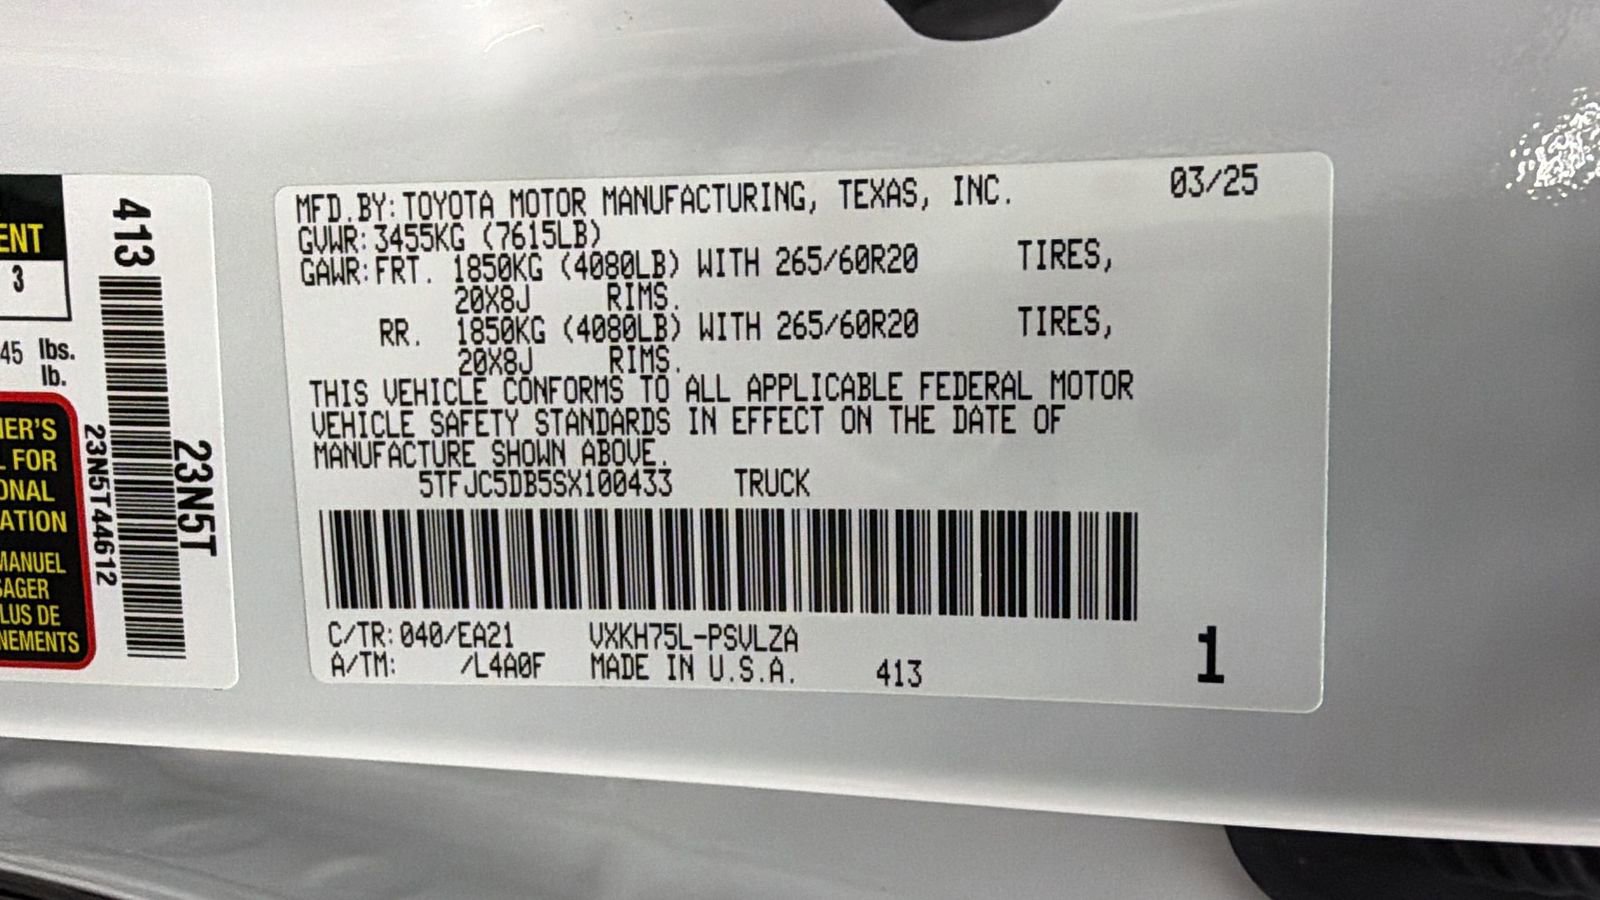 ENT
3
45 lbs.
lb.
ER'S
L FOR
ONAL
ATION
MANUEL
SAGER
LUS DE
NEMENTS
413
23N5T44612
23N5T
MFD.BY:TOYOTA MOTOR MANUFACTURING, TEXAS, INC. 03/25
GVWR:3455KG (7615LB)
GAWR:FRT. 1850KG (4080LB) WITH 265/60R20 TIRES,
20X8J RIMS.
RR. 1850KG (4080LB) WITH 265/60R20 TIRES,
20X8J RIMS.
THIS VEHICLE CONFORMS TO ALL APPLICABLE FEDERAL MOTOR
VEHICLE SAFETY STANDARDS IN EFFECT ON THE DATE OF
MANUFACTURE SHOWN ABOVE.
5TFJC5DB5SX100433 TRUCK
C/TR:040/EA21 VXKH75L-PSVLZA
A/TM: /L4A0F MADE IN U.S.A. 413 1